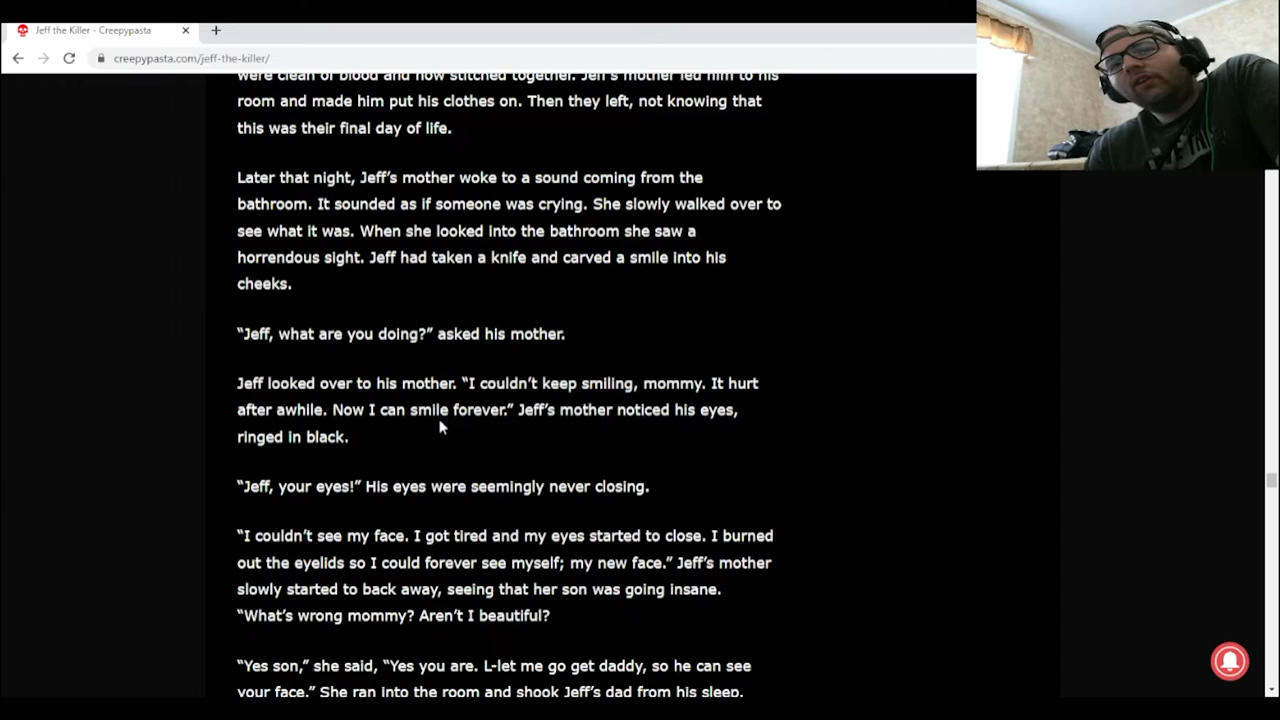 Jeff the Killer - Creepypasta
creepypasta.com/jeff-the-killer/
were clean of blood and now stitched together. Jeff's mother led him to his
room and made him put his clothes on. Then they left, not knowing that
this was their final day of life.
Later that night, Jeff’s mother woke to a sound coming from the
bathroom. It sounded as if someone was crying. She slowly walked over to
see what it was. When she looked into the bathroom she saw a
horrendous sight. Jeff had taken a knife and carved a smile into his
cheeks.
“Jeff, what are you doing?” asked his mother.
Jeff looked over to his mother. “I couldn’t keep smiling, mommy. It hurt
after awhile. Now I can smile forever.” Jeff’s mother noticed his eyes,
ringed in black.
“Jeff, your eyes!” His eyes were seemingly never closing.
“I couldn’t see my face. I got tired and my eyes started to close. I burned
out the eyelids so I could forever see myself; my new face.” Jeff’s mother
slowly started to back away, seeing that her son was going insane.
“What’s wrong mommy? Aren’t I beautiful?
“Yes son,” she said, “Yes you are. L-let me go get daddy, so he can see
your face.” She ran into the room and shook Jeff’s dad from his sleep.